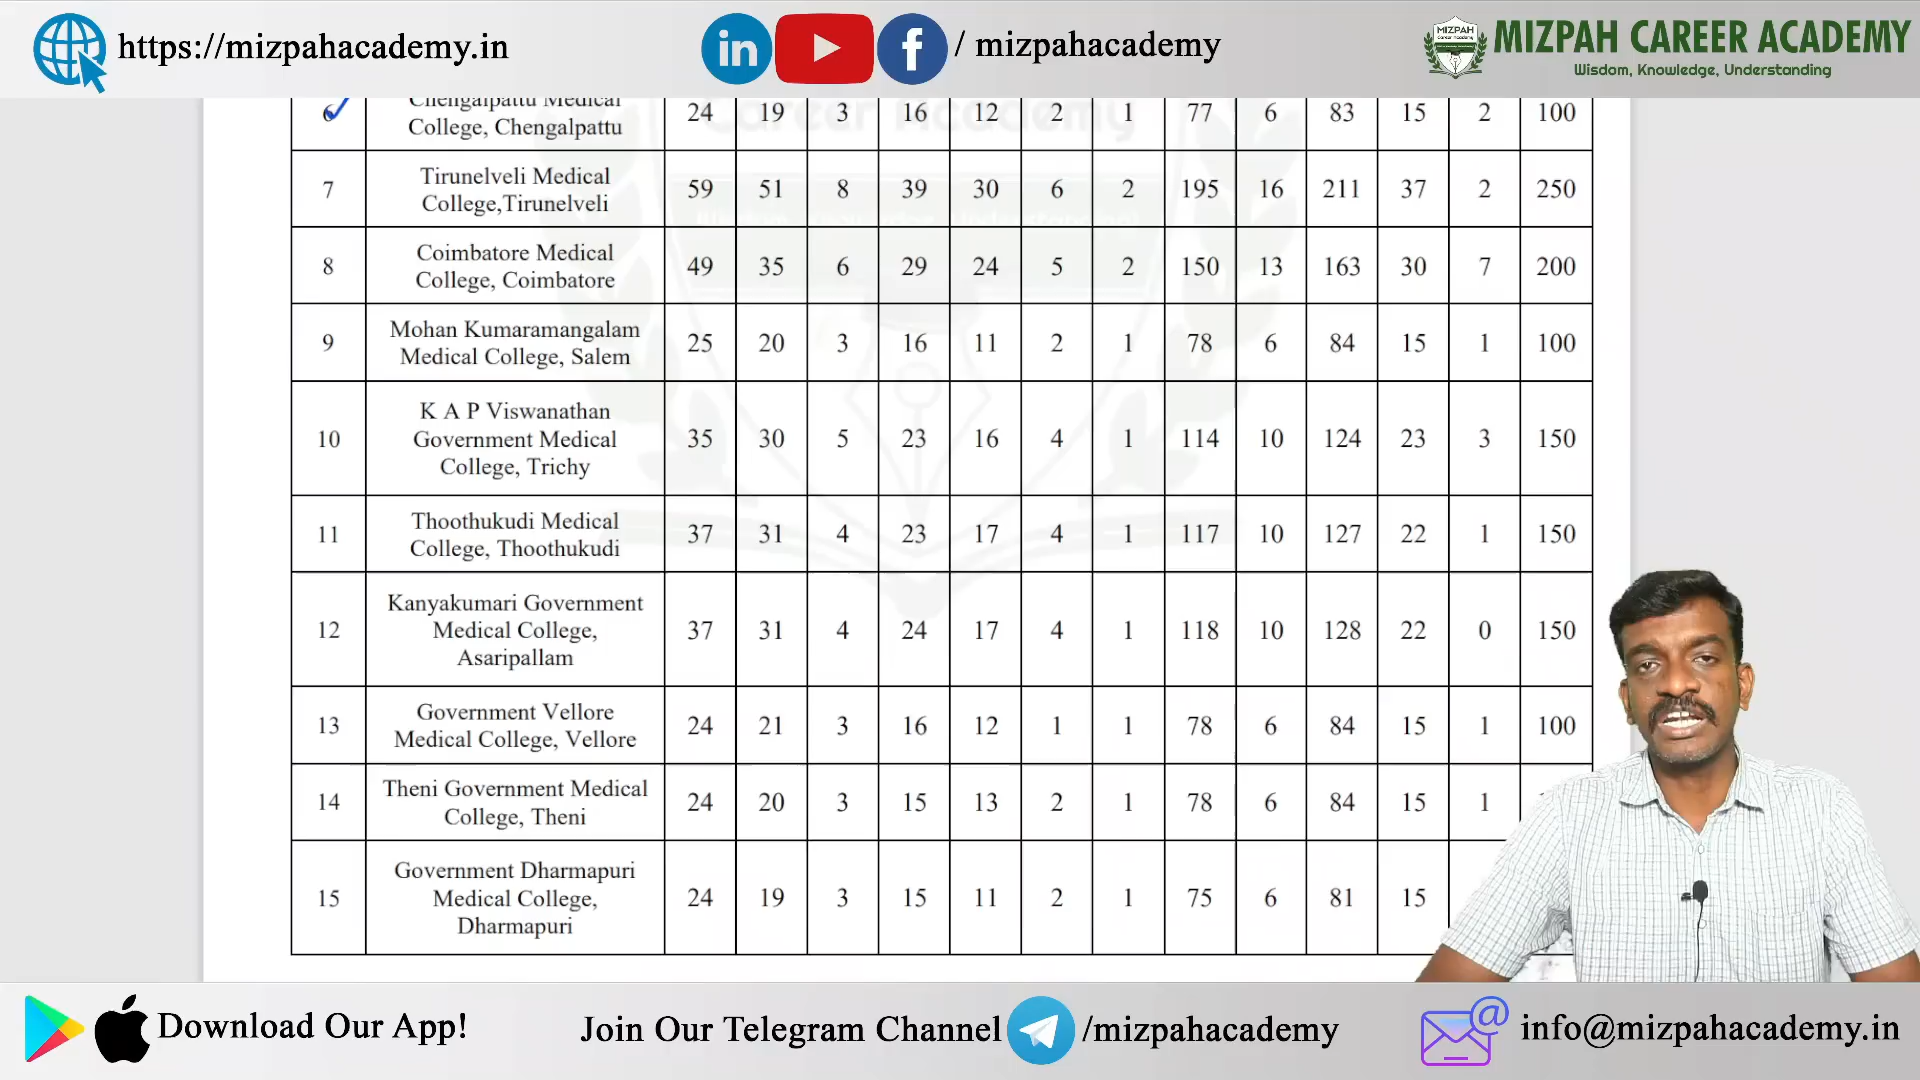 https://mizpahacademy.in
in f / mizpahacademy
MIZPAH Career Academy
MIZPAH CAREER ACADEMY
Wisdom, Knowledge, Understanding
Career Academy
6 Chengalpattu Medical College, Chengalpattu 24 19 3 16 12 2 1 77 6 83 15 2 100
7 Tirunelveli Medical College,Tirunelveli 59 51 8 39 30 6 2 195 16 211 37 2 250
8 Coimbatore Medical College, Coimbatore 49 35 6 29 24 5 2 150 13 163 30 7 200
9 Mohan Kumaramangalam Medical College, Salem 25 20 3 16 11 2 1 78 6 84 15 1 100
10 K A P Viswanathan Government Medical College, Trichy 35 30 5 23 16 4 1 114 10 124 23 3 150
11 Thoothukudi Medical College, Thoothukudi 37 31 4 23 17 4 1 117 10 127 22 1 150
12 Kanyakumari Government Medical College, Asaripallam 37 31 4 24 17 4 1 118 10 128 22 0 150
13 Government Vellore Medical College, Vellore 24 21 3 16 12 1 1 78 6 84 15 1 100
14 Theni Government Medical College, Theni 24 20 3 15 13 2 1 78 6 84 15 1
15 Government Dharmapuri Medical College, Dharmapuri 24 19 3 15 11 2 1 75 6 81 15
Download Our App!
Join Our Telegram Channel /mizpahacademy
@ info@mizpahacademy.in